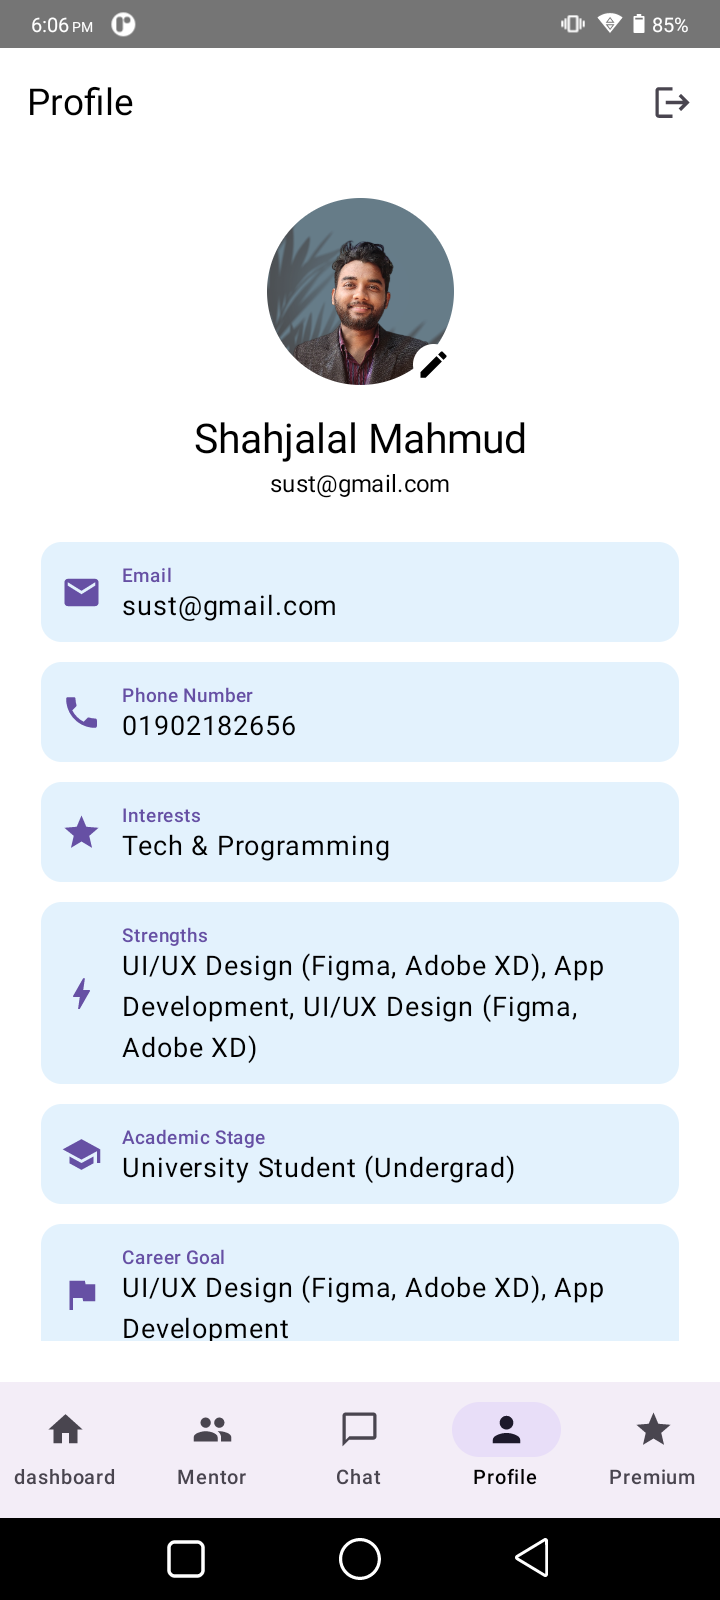 6:06 PM
85%
Profile
Shahjalal Mahmud
sust@gmail.com
Email
sust@gmail.com
Phone Number
01902182656
Interests
Tech & Programming
Strengths
UI/UX Design (Figma, Adobe XD), App
Development, UI/UX Design (Figma,
Adobe XD)
Academic Stage
University Student (Undergrad)
Career Goal
UI/UX Design (Figma, Adobe XD), App
Development
dashboard
Mentor
Chat
Profile
Premium